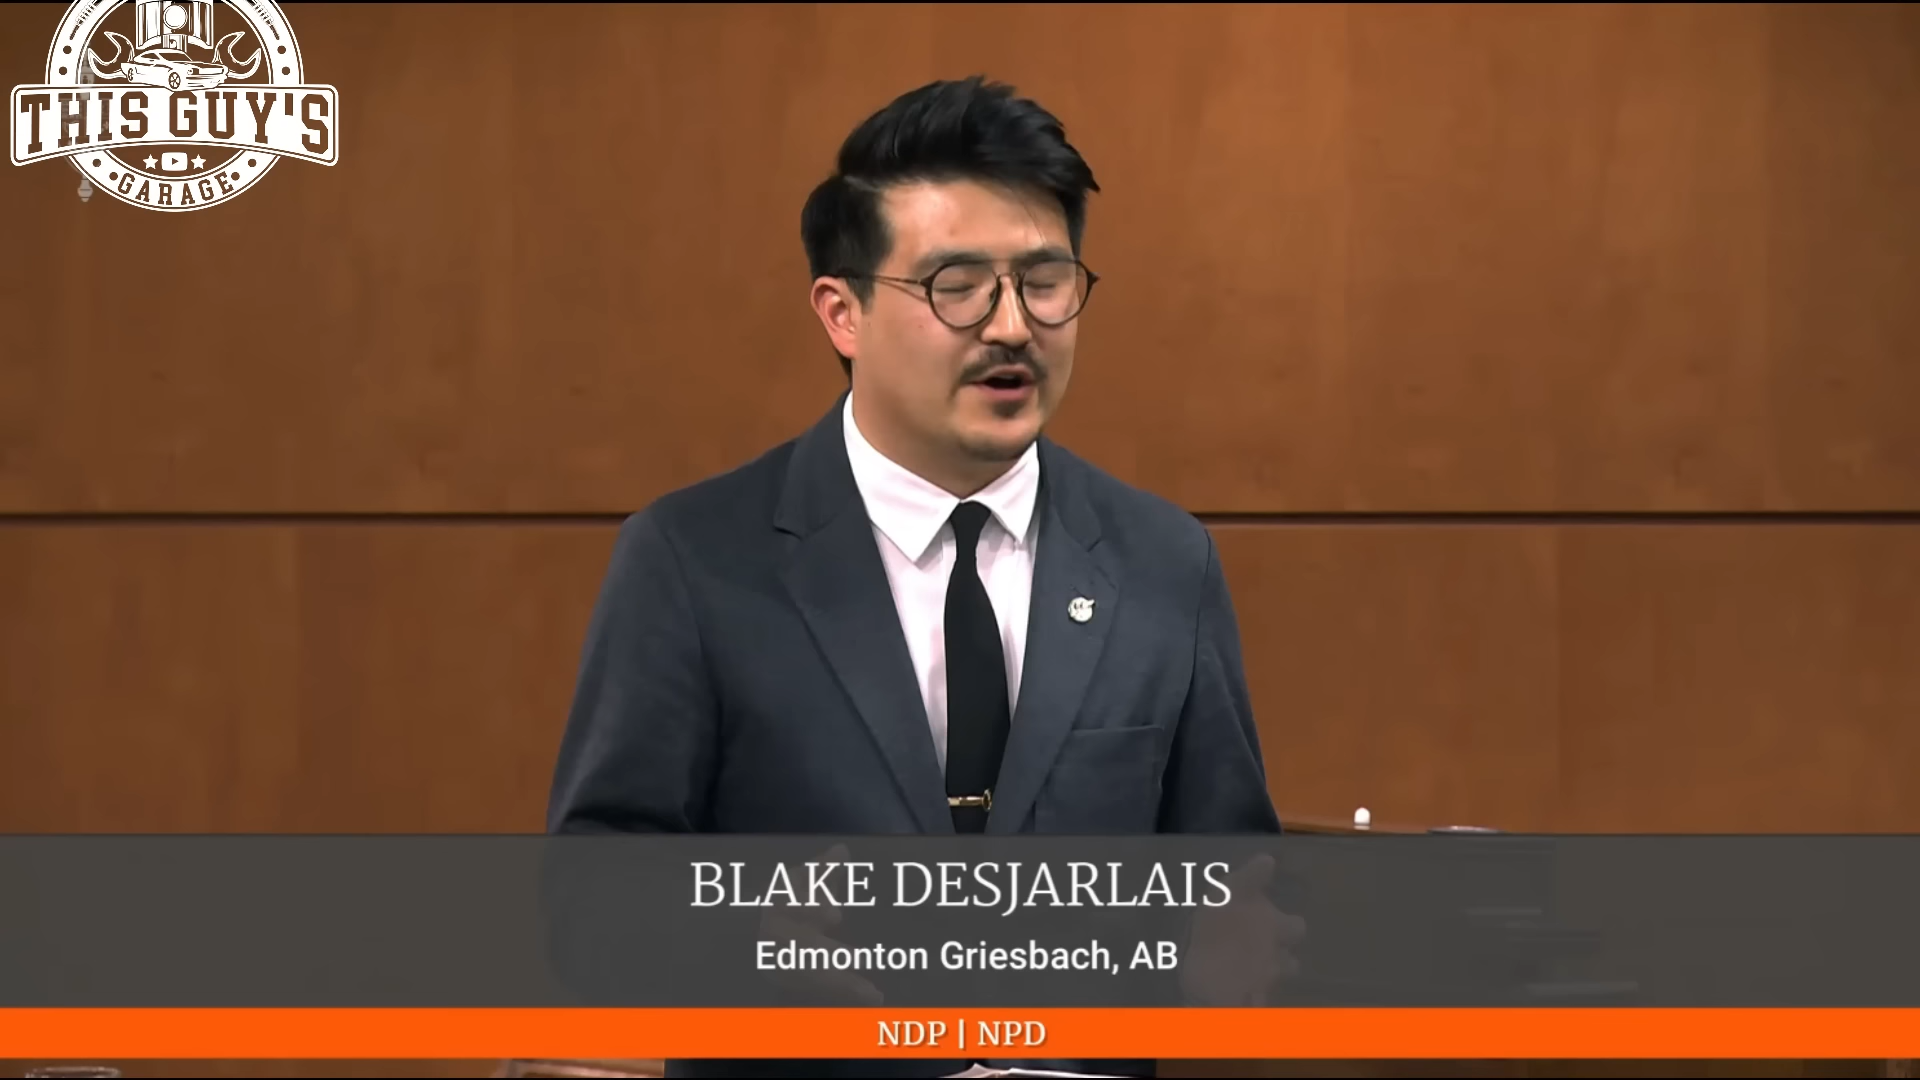 THIS GUY'S
GARAGE
BLAKE DESJARLAIS
Edmonton Griesbach, AB
NDP | NPD